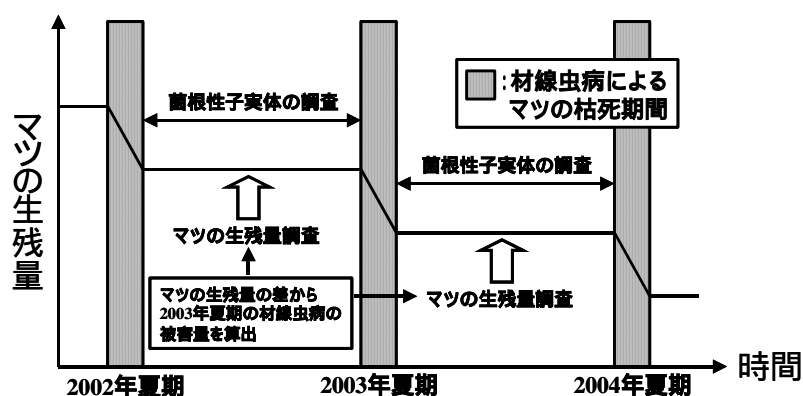 マツの生残量
菌根性子実体の調査
:材線虫病による
マツの枯死期間
菌根性子実体の調査
マツの生残量調査
マツの生残量の差から
2003年夏期の材線虫病の
被害量を算出
マツの生残量調査
時間
2002年夏期
2003年夏期
2004年夏期